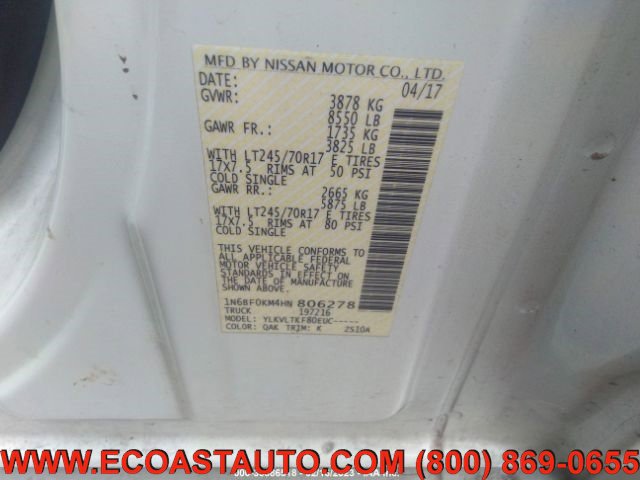 MFD BY NISSAN MOTOR CO., LTD.
DATE: 04/17
GVWR: 3878 KG
8550 LB
GAWR FR.: 1735 KG
3825 LB
WITH LT245/70R17 E TIRES
17X7.5 RIMS AT 50 PSI
COLD SINGLE
GAWR RR.: 2665 KG
5875 LB
WITH LT245/70R17 E TIRES
17X7.5 RIMS AT 80 PSI
COLD SINGLE
THIS VEHICLE CONFORMS TO
ALL APPLICABLE FEDERAL
MOTOR VEHICLE SAFETY
STANDARDS IN EFFECT ON
THE DATE OF MANUFACTURE
1N6BF0KM4HN 806278
TRUCK 197216
MODEL: YLKVLTKF80EUC-----
COLOR: QAK TRIM: K 2SIOA
WWW.ECOASTAUTO.COM (800) 869-0655